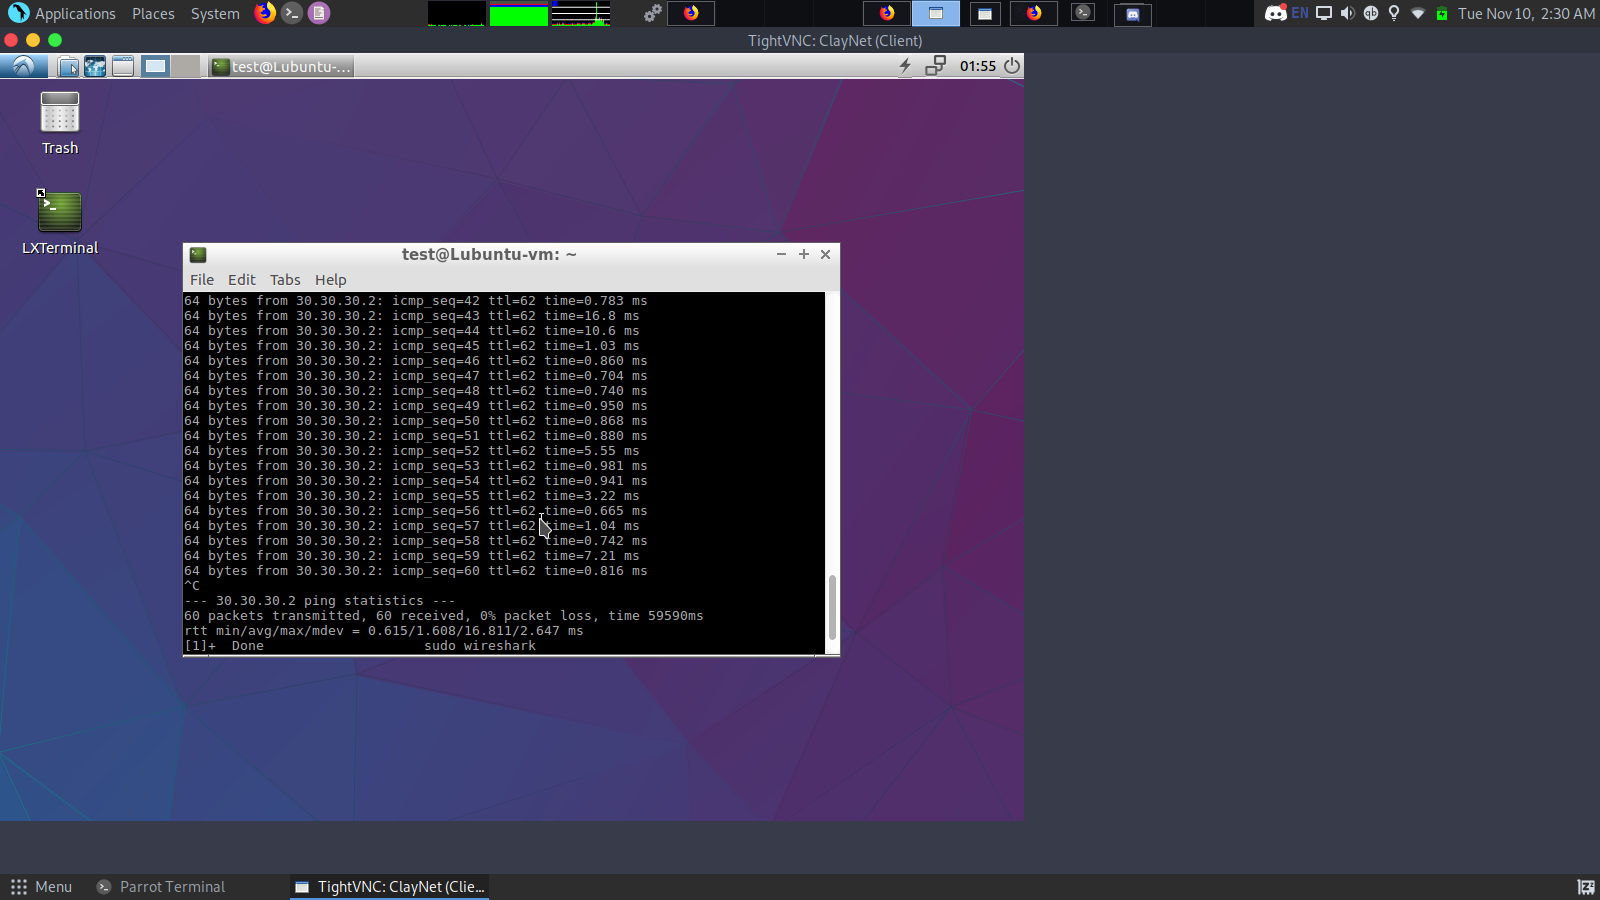 Applications Places System
EN Tue Nov 10, 2:30 AM
TightVNC: ClayNet (Client)
test@Lubuntu-...
01:55
Trash
LXTerminal
test@Lubuntu-vm: ~
File Edit Tabs Help
64 bytes from 30.30.30.2: icmp_seq=42 ttl=62 time=0.783 ms
64 bytes from 30.30.30.2: icmp_seq=43 ttl=62 time=16.8 ms
64 bytes from 30.30.30.2: icmp_seq=44 ttl=62 time=10.6 ms
64 bytes from 30.30.30.2: icmp_seq=45 ttl=62 time=1.03 ms
64 bytes from 30.30.30.2: icmp_seq=46 ttl=62 time=0.860 ms
64 bytes from 30.30.30.2: icmp_seq=47 ttl=62 time=0.704 ms
64 bytes from 30.30.30.2: icmp_seq=48 ttl=62 time=0.740 ms
64 bytes from 30.30.30.2: icmp_seq=49 ttl=62 time=0.950 ms
64 bytes from 30.30.30.2: icmp_seq=50 ttl=62 time=0.868 ms
64 bytes from 30.30.30.2: icmp_seq=51 ttl=62 time=0.880 ms
64 bytes from 30.30.30.2: icmp_seq=52 ttl=62 time=5.55 ms
64 bytes from 30.30.30.2: icmp_seq=53 ttl=62 time=0.981 ms
64 bytes from 30.30.30.2: icmp_seq=54 ttl=62 time=0.941 ms
64 bytes from 30.30.30.2: icmp_seq=55 ttl=62 time=3.22 ms
64 bytes from 30.30.30.2: icmp_seq=56 ttl=62 time=0.665 ms
64 bytes from 30.30.30.2: icmp_seq=57 ttl=62 time=1.04 ms
64 bytes from 30.30.30.2: icmp_seq=58 ttl=62 time=0.742 ms
64 bytes from 30.30.30.2: icmp_seq=59 ttl=62 time=7.21 ms
64 bytes from 30.30.30.2: icmp_seq=60 ttl=62 time=0.816 ms
^C
--- 30.30.30.2 ping statistics ---
60 packets transmitted, 60 received, 0% packet loss, time 59590ms
rtt min/avg/max/mdev = 0.615/1.608/16.811/2.647 ms
[1]+  Done                    sudo wireshark
Menu Parrot Terminal TightVNC: ClayNet (Clie...